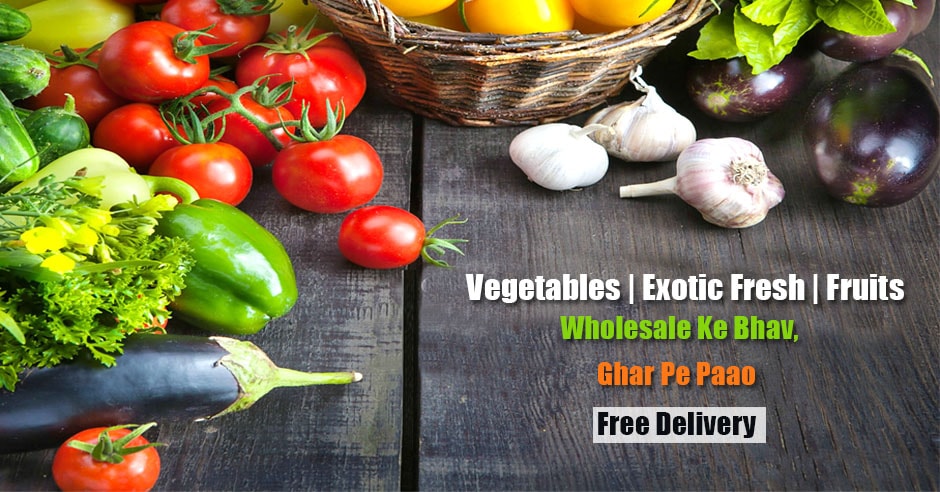 Vegetables | Exotic Fresh | Fruits
Wholesale Ke Bhav,
Ghar Pe Paao
Free Delivery